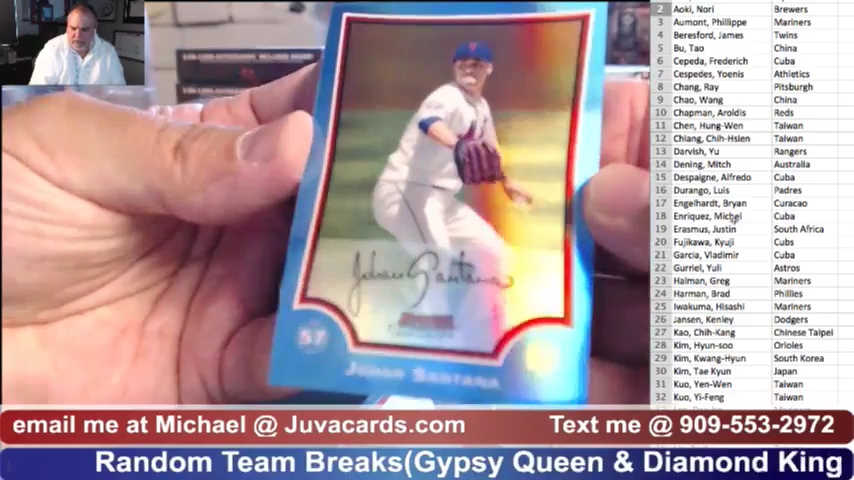 Johan Santana
57
JOHAN SANTANA
2 Aoki, Nori Brewers
3 Aumont, Phillippe Mariners
4 Beresford, James Twins
5 Bu, Tao China
6 Cepeda, Frederich Cuba
7 Cespedes, Yoenis Athletics
8 Chang, Ray Pitsburgh
9 Chao, Wang China
10 Chapman, Aroldis Reds
11 Chen, Hung-Wen Taiwan
12 Chiang, Chih-Hsien Taiwan
13 Darvish, Yu Rangers
14 Dening, Mitch Australia
15 Despaigne, Alfredo Cuba
16 Durango, Luis Padres
17 Engelhardt, Bryan Curacao
18 Enriquez, Michel Cuba
19 Erasmus, Justin South Africa
20 Fujikawa, Kyuji Cubs
21 Garcia, Vladimir Cuba
22 Gurriel, Yuli Astros
23 Halman, Greg Mariners
24 Harman, Brad Phillies
25 Iwakuma, Hisashi Mariners
26 Jansen, Kenley Dodgers
27 Kao, Chih-Kang Chinese Taipel
28 Kim, Hyun-soo Orioles
29 Kim, Kwang-Hyun South Korea
30 Kim, Tae Kyun Japan
31 Kuo, Yen-Wen Taiwan
32 Kuo, Yi-Feng Taiwan
email me at Michael @ Juvacards.com Text me @ 909-553-2972
Random Team Breaks(Gypsy Queen & Diamond King